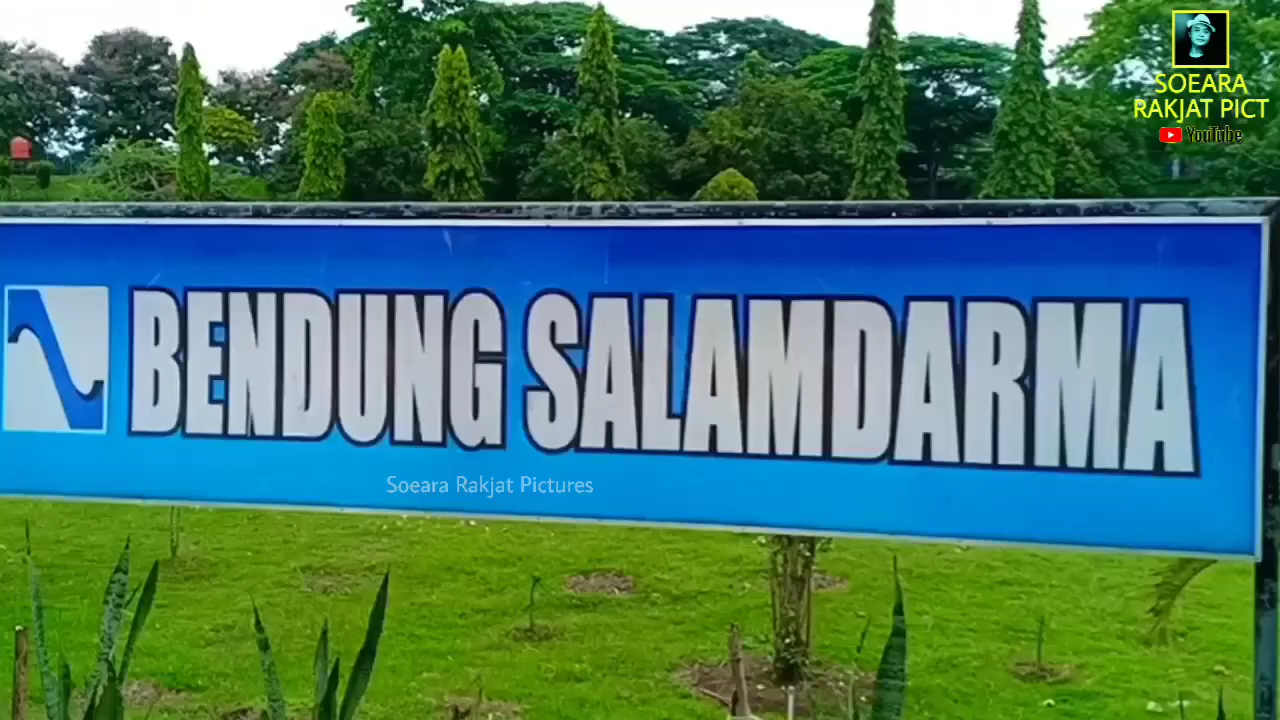 SOEARA
RAKJAT PICT
YouTube
BENDUNG SALAMDARMA
Soeara Rakjat Pictures